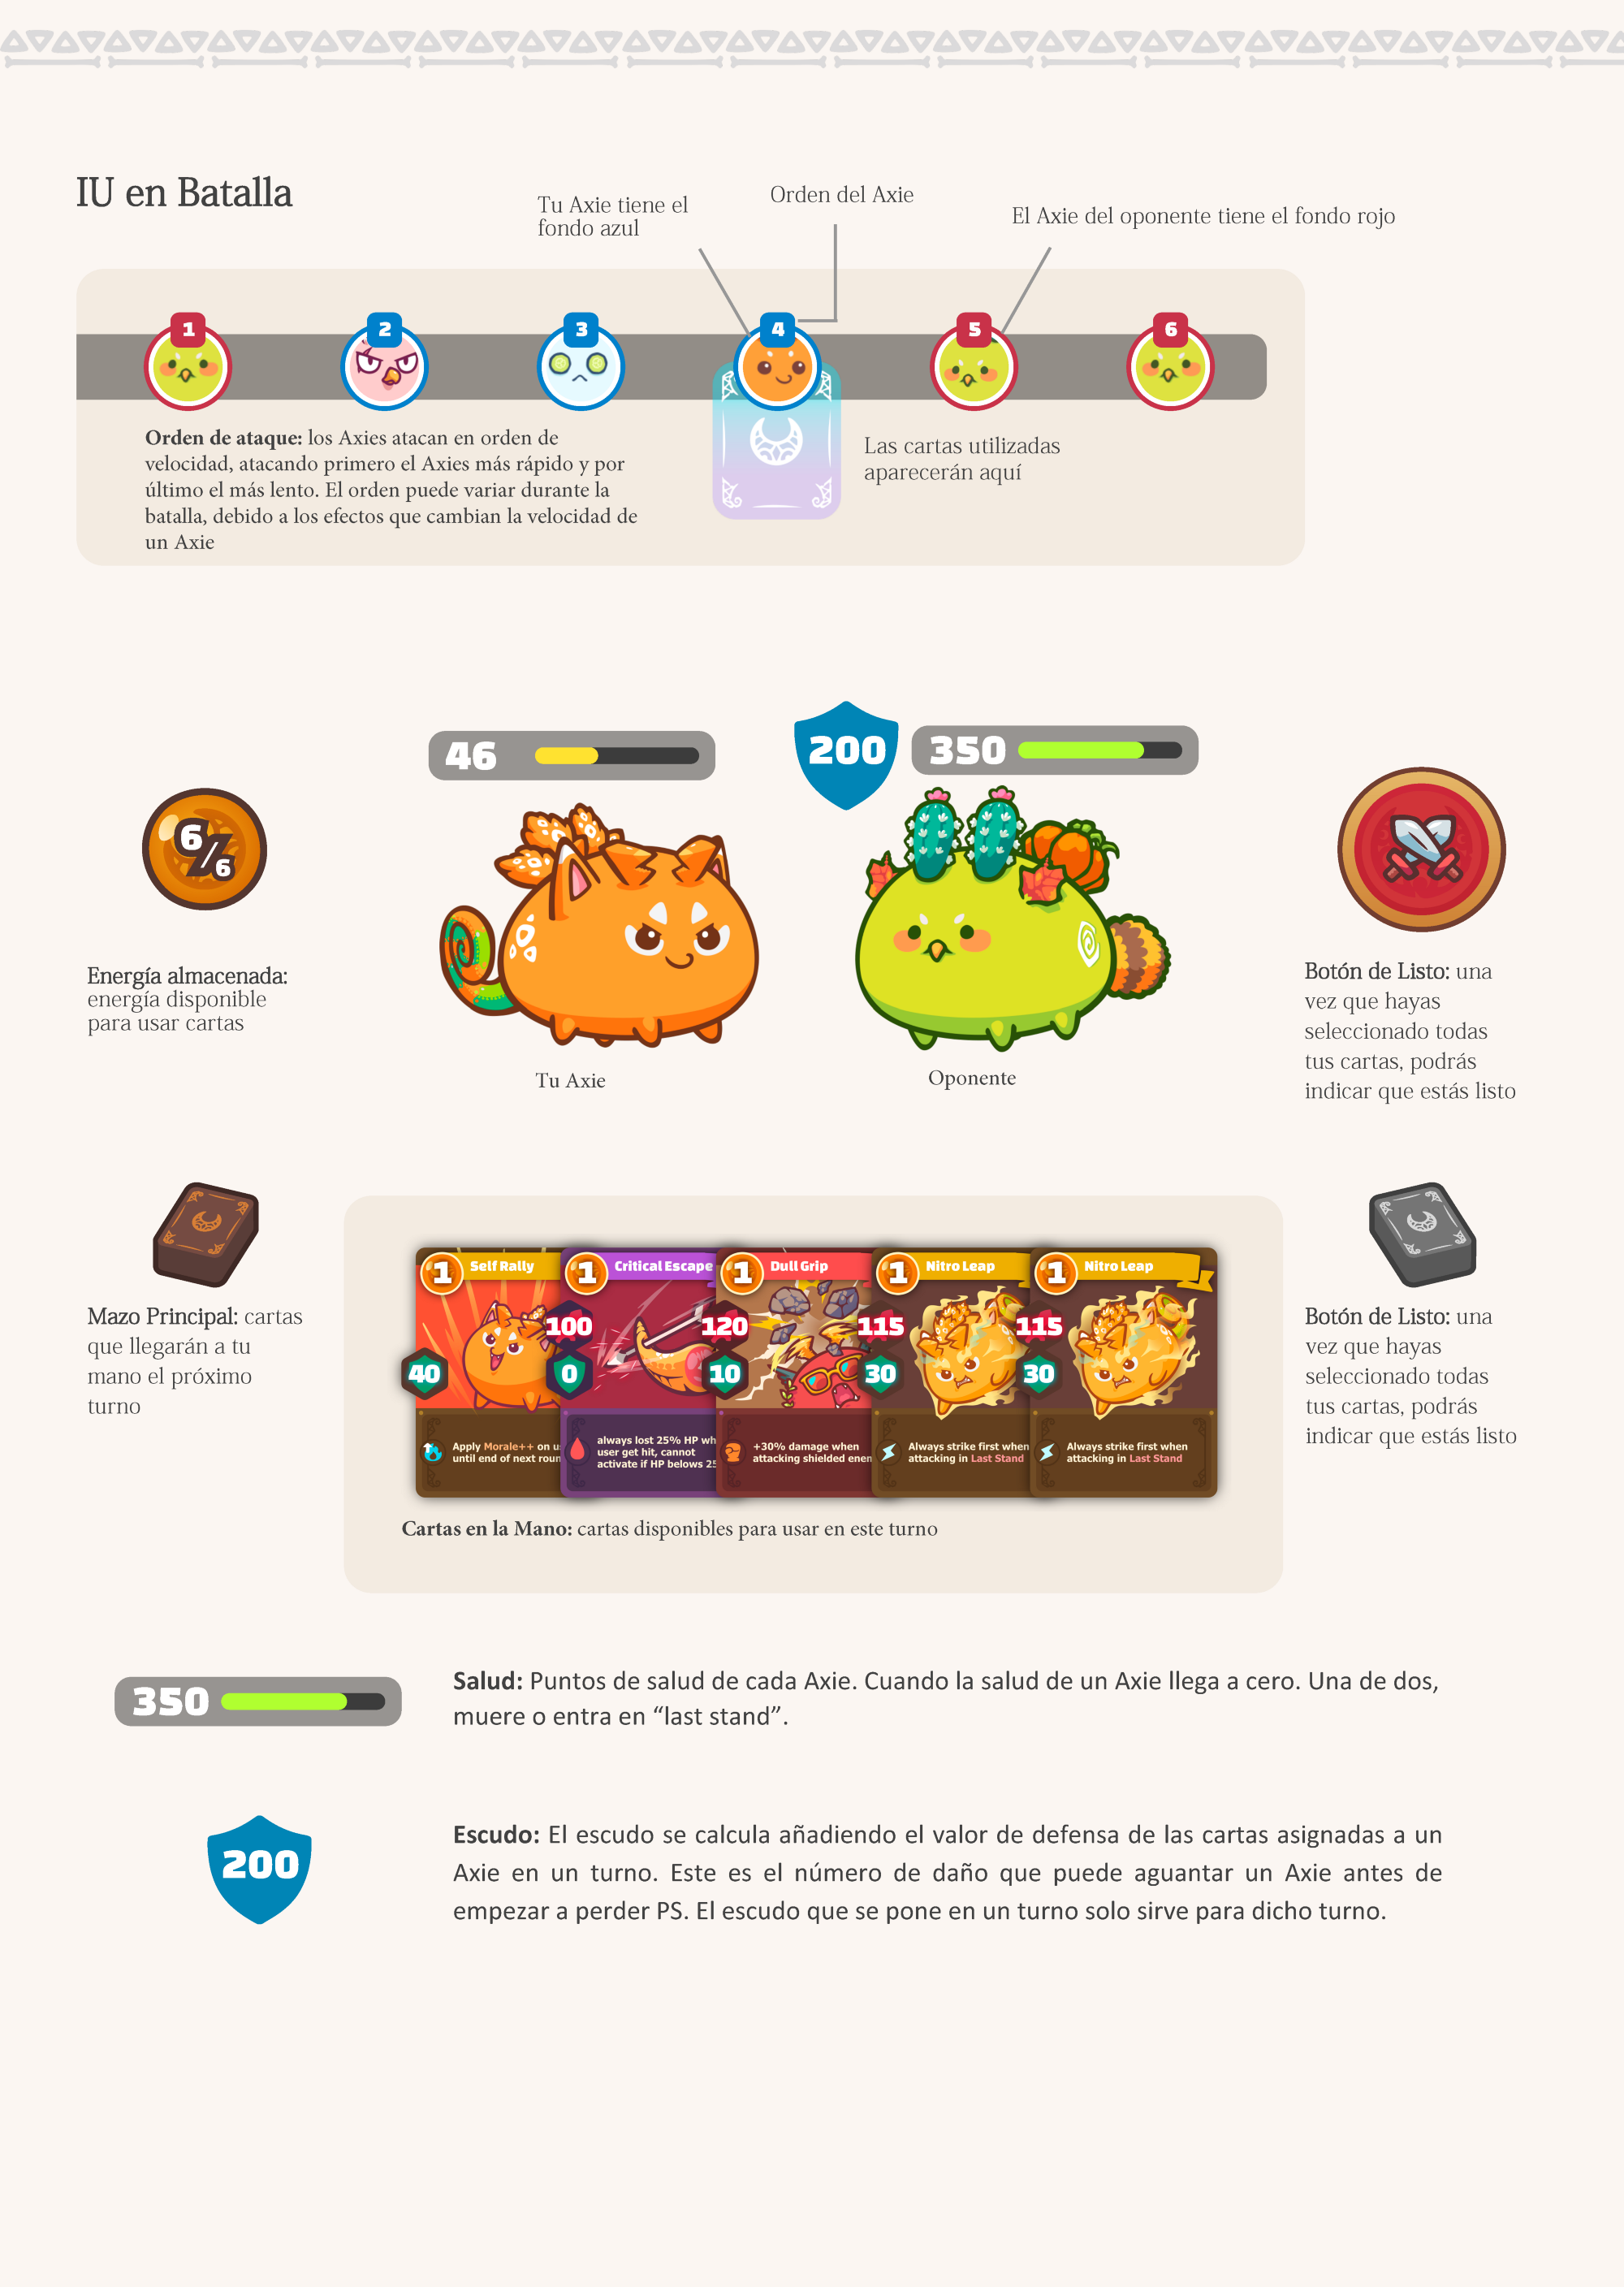 IU en Batalla
Tu Axie tiene el
fondo azul
Orden del Axie
El Axie del oponente tiene el fondo rojo
1
2
3
4
5
6
Orden de ataque: los Axies atacan en orden de
velocidad, atacando primero el Axies más rápido y por
último el más lento. El orden puede variar durante la
batalla, debido a los efectos que cambian la velocidad de
un Axie
Las cartas utilizadas
aparecerán aquí
46
200
350
6/6
Energía almacenada:
energía disponible
para usar cartas
Tu Axie
Oponente
Botón de Listo: una
vez que hayas
seleccionado todas
tus cartas, podrás
indicar que estás listo
Mazo Principal: cartas
que llegarán a tu
mano el próximo
turno
1 Self Rally
40
Apply Morale++ on
until end of next
1 Critical Escape
100
0
always lost 25% HP
user get hit, cannot
activate if HP belows
1 Dull Grip
120
10
+30% damage when
attacking shielded
1 Nitro Leap
115
30
Always strike first when
attacking in Last Stand
1 Nitro Leap
115
30
Always strike first when
attacking in Last Stand
Cartas en la Mano: cartas disponibles para usar en este turno
Botón de Listo: una
vez que hayas
seleccionado todas
tus cartas, podrás
indicar que estás listo
350
Salud: Puntos de salud de cada Axie. Cuando la salud de un Axie llega a cero. Una de dos,
muere o entra en “last stand”.
200
Escudo: El escudo se calcula añadiendo el valor de defensa de las cartas asignadas a un
Axie en un turno. Este es el número de daño que puede aguantar un Axie antes de
empezar a perder PS. El escudo que se pone en un turno solo sirve para dicho turno.